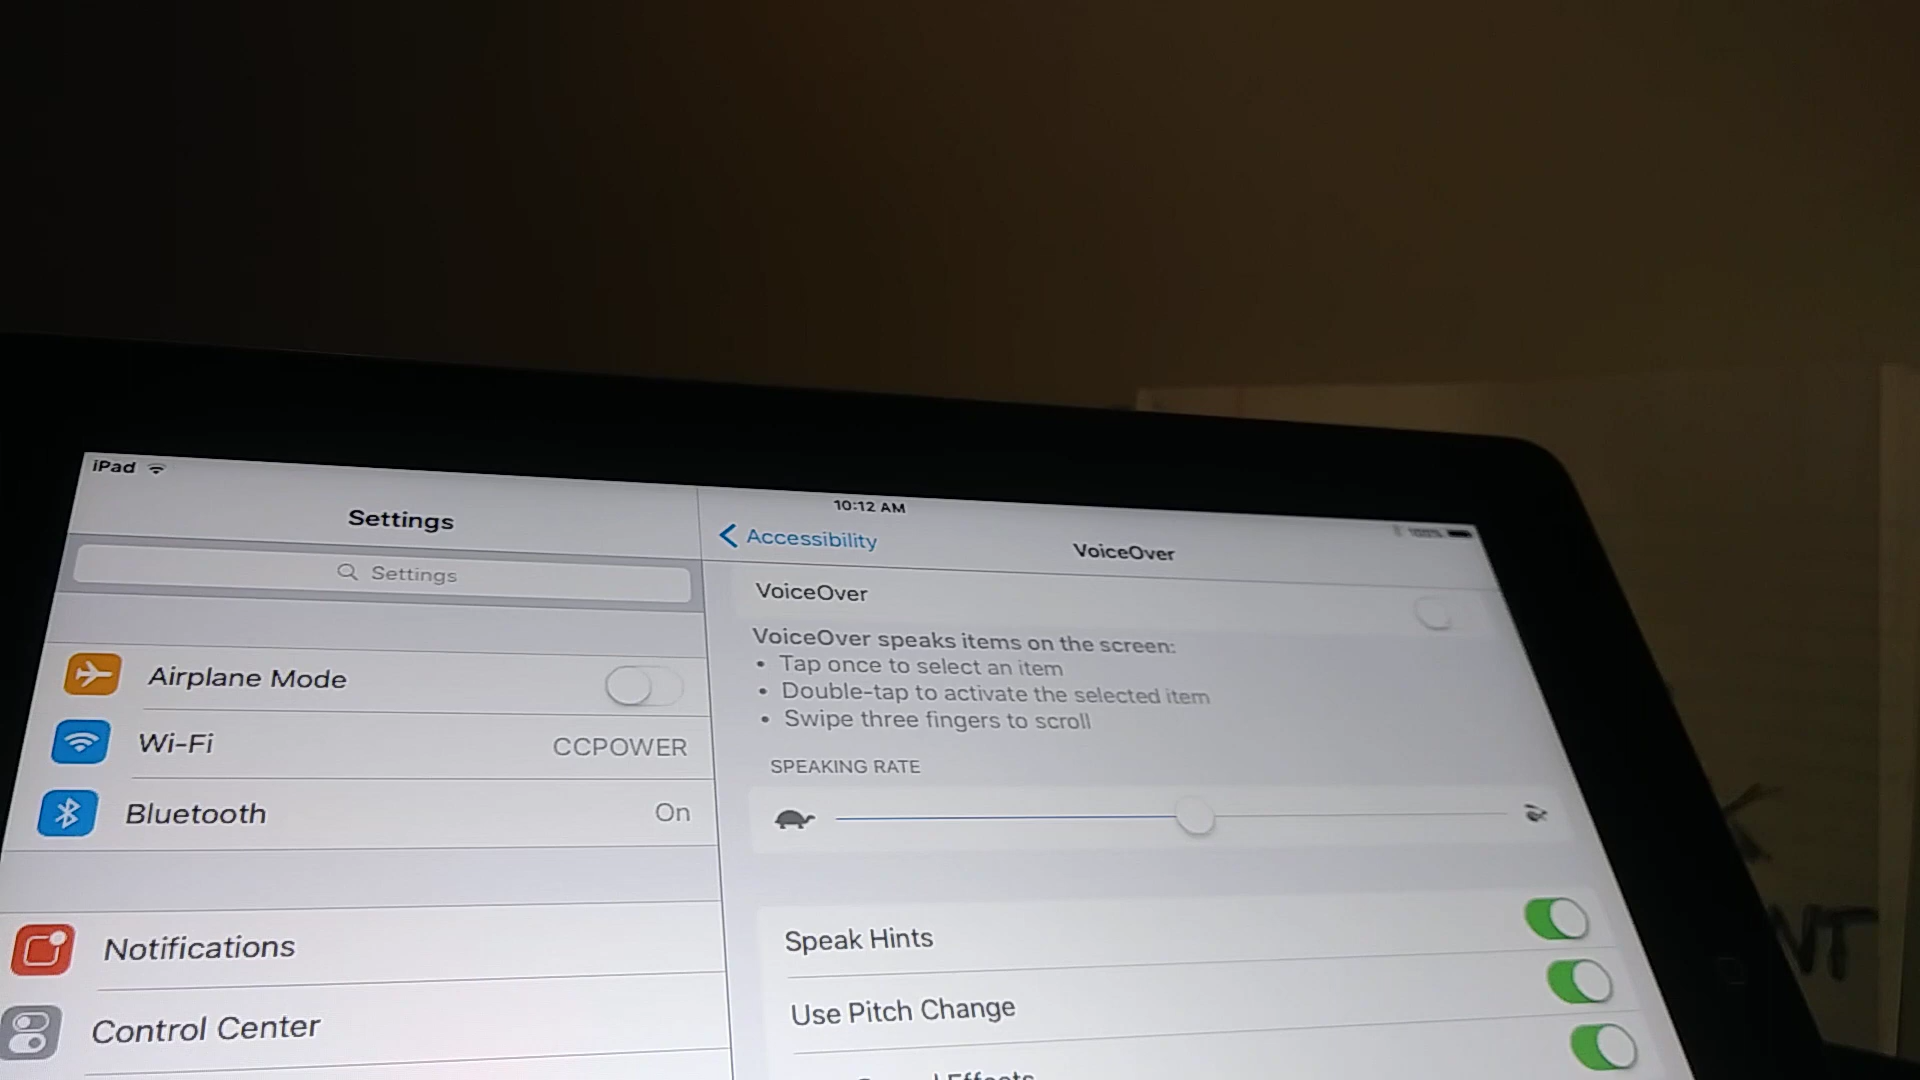 iPad
10:12 AM
100%
Settings
Settings
Airplane Mode
Wi-Fi CCPOWER
Bluetooth On
Notifications
Control Center
Accessibility
VoiceOver
VoiceOver
VoiceOver speaks items on the screen:
• Tap once to select an item
• Double-tap to activate the selected item
• Swipe three fingers to scroll
SPEAKING RATE
Speak Hints
Use Pitch Change
Effects